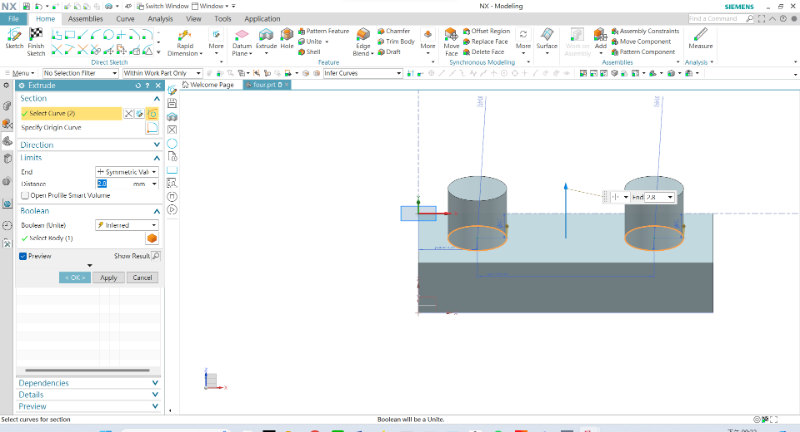 NX
Switch Window
Window
NX - Modeling
SIEMENS
File
Home
Assemblies
Curve
Analysis
View
Tools
Application
Find a Command
Sketch
Finish Sketch
Direct Sketch
Rapid Dimension
More
Datum Plane
Extrude
Hole
Pattern Feature
Unite
Shell
Edge Blend
Chamfer
Trim Body
Draft
More
Feature
Move Face
Offset Region
Replace Face
Delete Face
More
Synchronous Modeling
Surface
Work on Assembly
Add
Assembly Constraints
Move Component
Pattern Component
Assemblies
Measure
Analysis
Menu
No Selection Filter
Within Work Part Only
Infer Curves
Extrude
Welcome Page
four.prt
Section
Select Curve (2)
Specify Origin Curve
Direction
Limits
End
Symmetric Val
Distance
mm
Open Profile Smart Volume
Boolean
Boolean (Unite)
Inferred
Select Body (1)
Preview
Show Result
< OK >
Apply
Cancel
Dependencies
Details
Preview
End
2.8
X
Select curves for section
Boolean will be a Unite.